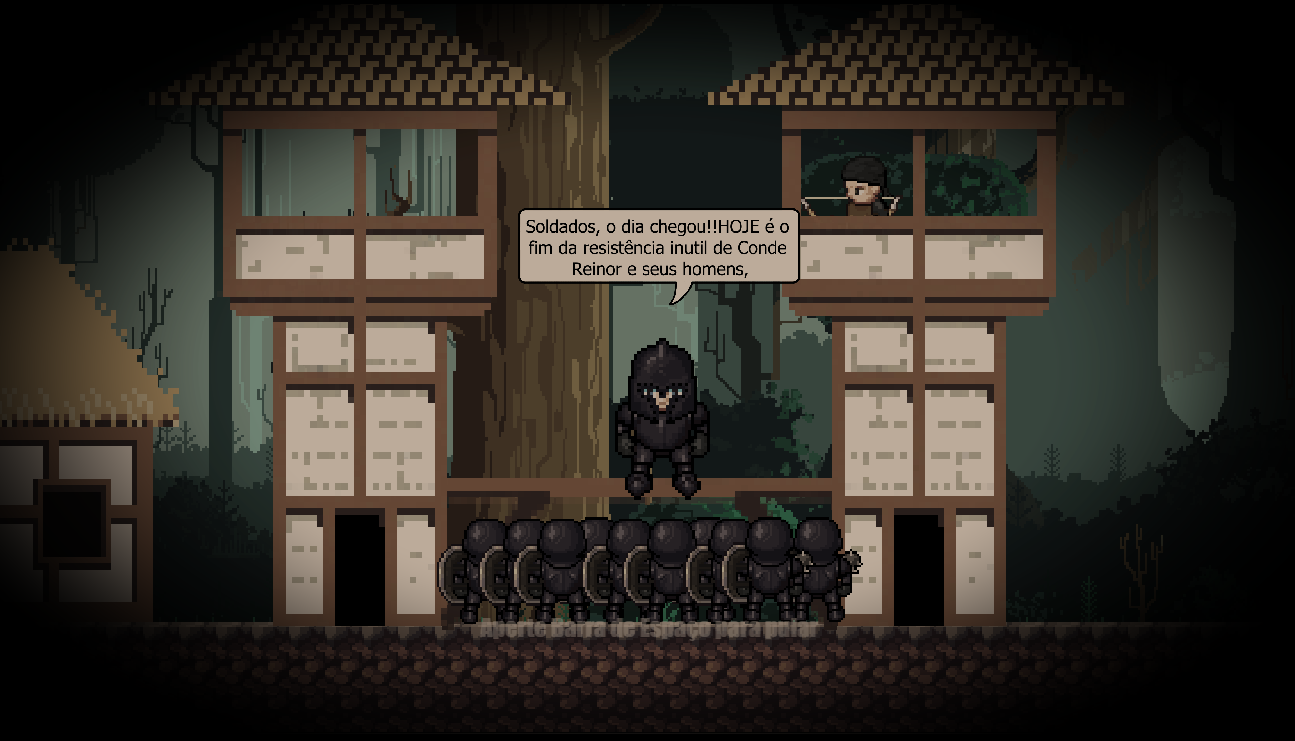 Soldados, o dia chegou!!HOJE é o
fim da resistência inutil de Conde
Reinor e seus homens,
Aperte Barra de Espaço para pular